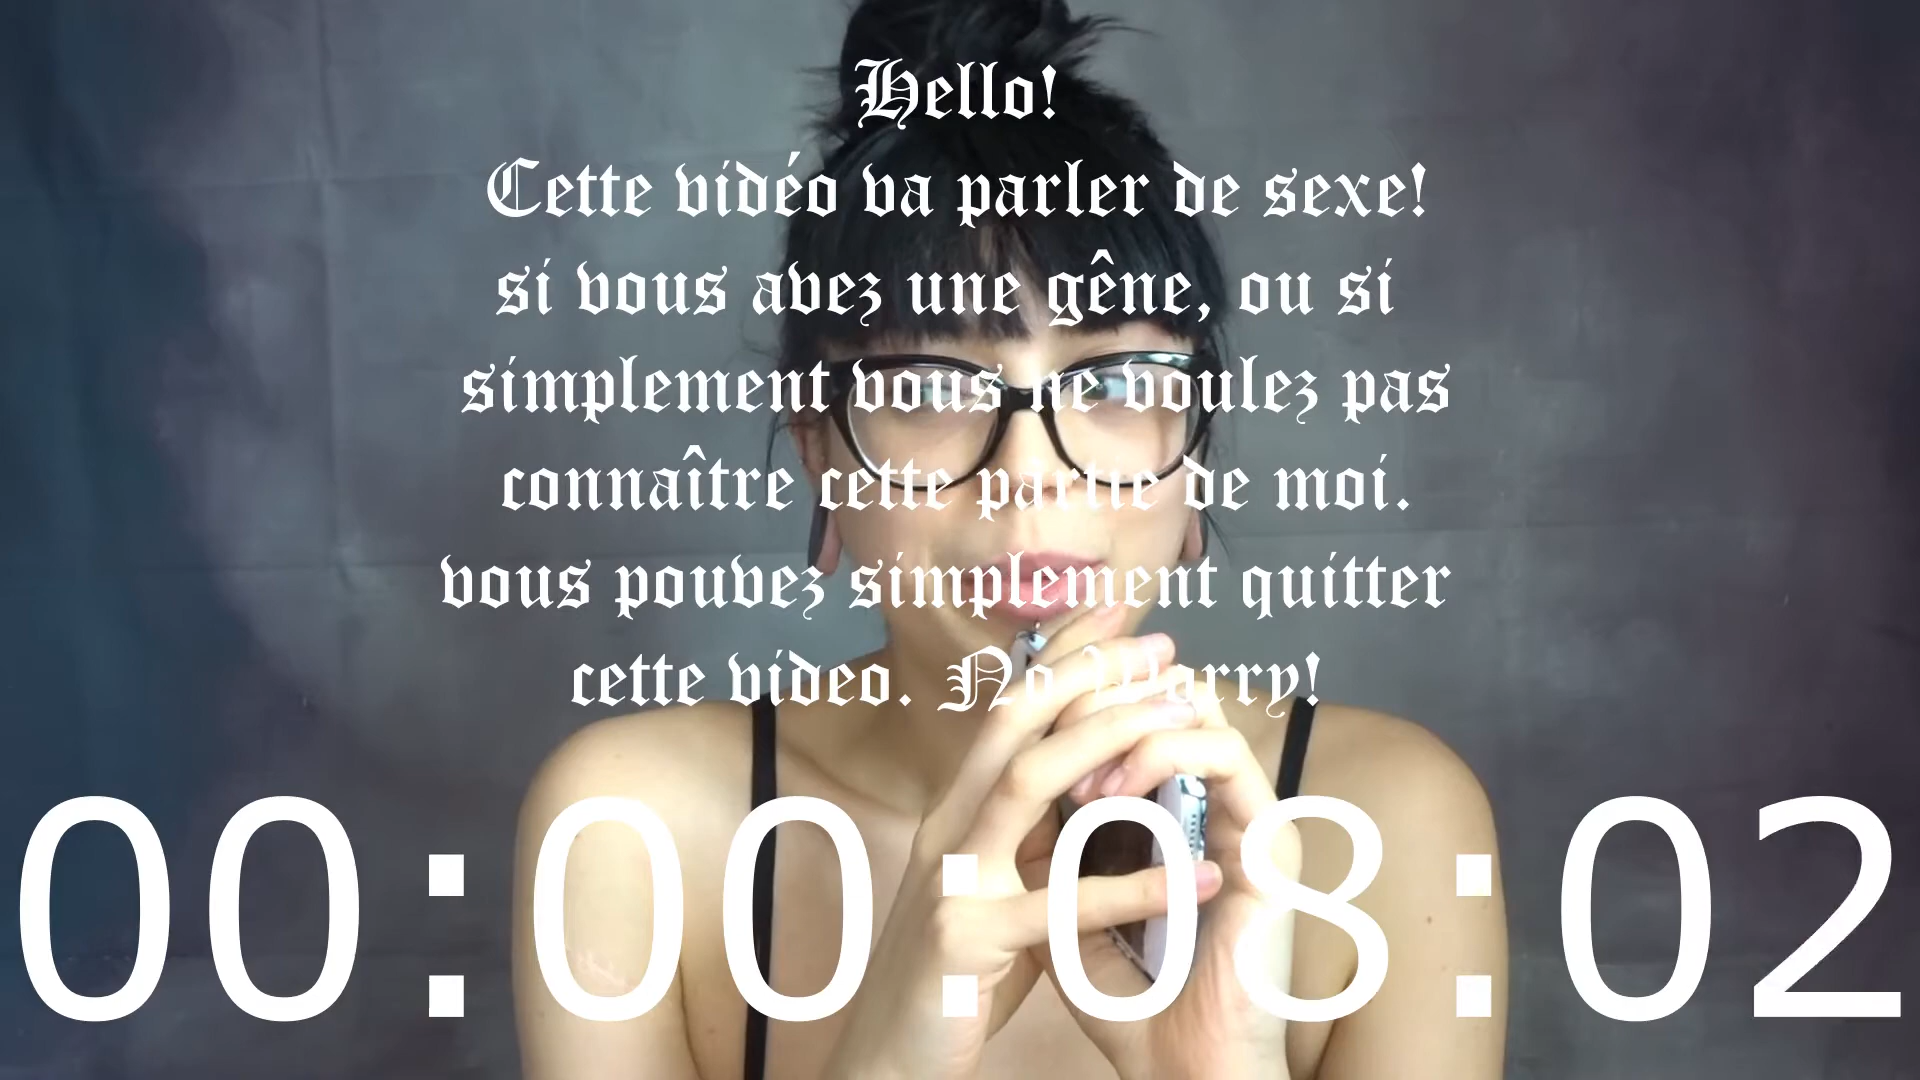 Hello!
Cette vidéo va parler de sexe!
si vous avez une gêne, ou si
simplement vous ne voulez pas
connaître cette partie de moi.
vous pouvez simplement quitter
cette video. No Worry!
00:00:08:02